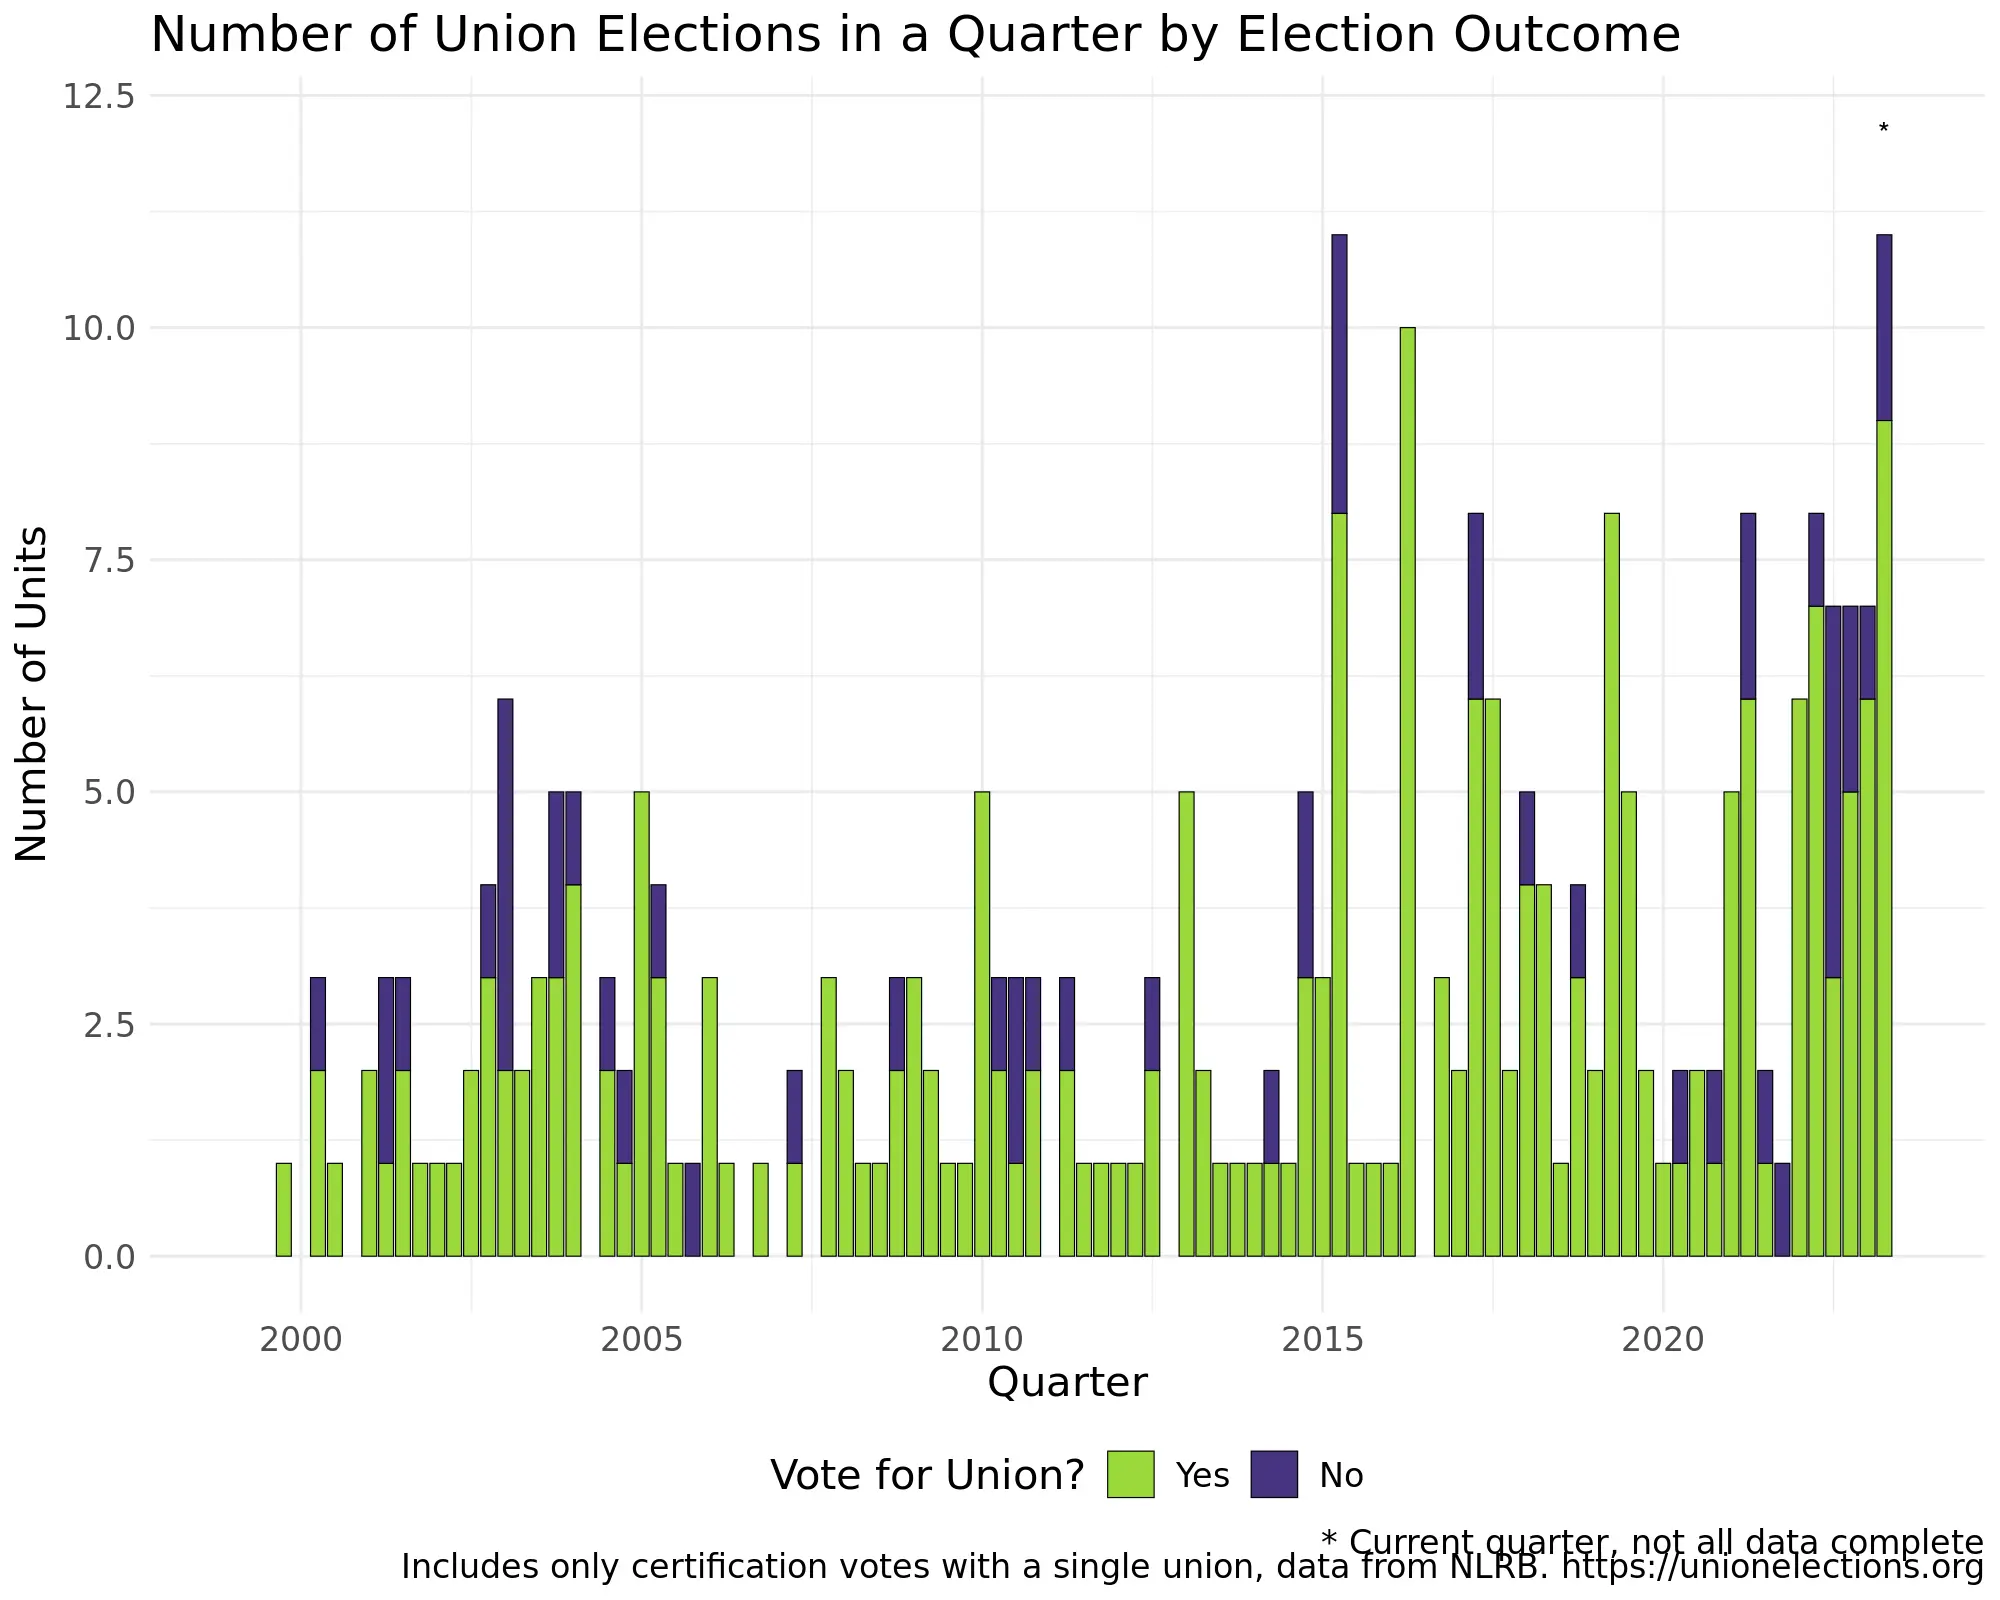 Number of Union Elections in a Quarter by Election Outcome
12.5
*
10.0
7.5
5.0
2.5
0.0
Number of Units
2000 2005 2010 2015 2020
Quarter
Vote for Union? Yes No
* Current quarter, not all data complete
Includes only certification votes with a single union, data from NLRB. https://unionelections.org